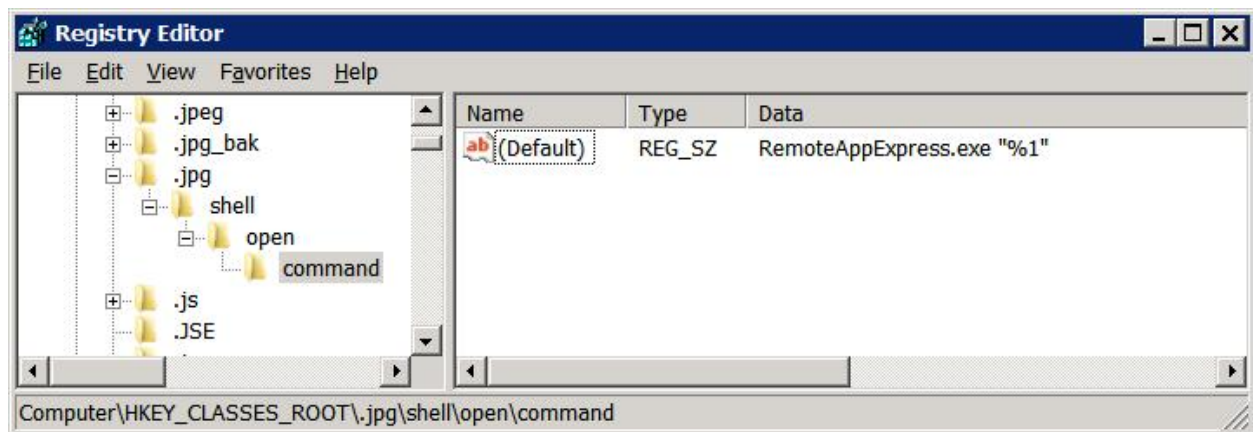 Registry Editor
File Edit View Favorites Help
.jpeg
.jpg_bak
.jpg
shell
open
command
.js
.JSE
Name Type Data
ab (Default) REG_SZ RemoteAppExpress.exe "%1"
Computer\HKEY_CLASSES_ROOT\.jpg\shell\open\command